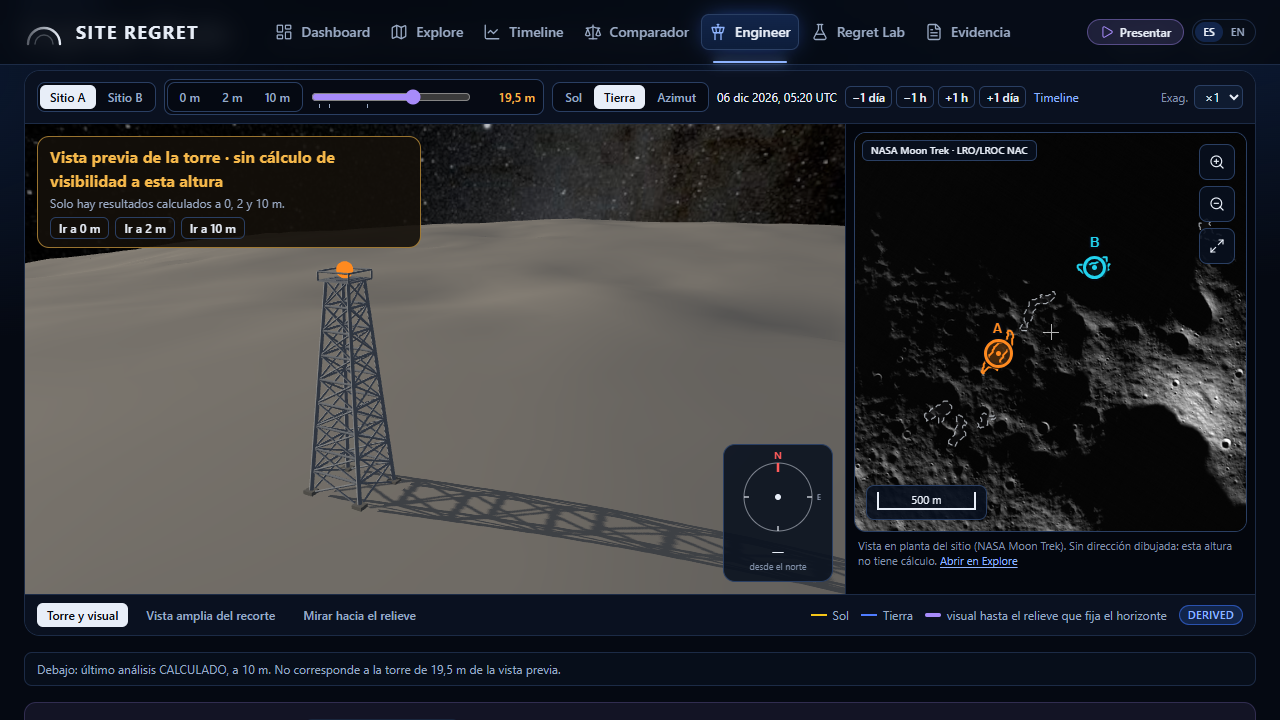 SITE REGRET
Dashboard
Explore
Timeline
Comparador
Engineer
Regret Lab
Evidencia
Presentar
ES
EN
Sitio A
Sitio B
0 m
2 m
10 m
19,5 m
Sol
Tierra
Azimut
06 dic 2026, 05:20 UTC
−1 día
−1 h
+1 h
+1 día
Timeline
Exag.
×1
Vista previa de la torre · sin cálculo de
visibilidad a esta altura
Solo hay resultados calculados a 0, 2 y 10 m.
Ir a 0 m
Ir a 2 m
Ir a 10 m
N
E
—
desde el norte
NASA Moon Trek · LRO/LROC NAC
B
A
500 m
Vista en planta del sitio (NASA Moon Trek). Sin dirección dibujada: esta altura
no tiene cálculo. Abrir en Explore
Torre y visual
Vista amplia del recorte
Mirar hacia el relieve
Sol
Tierra
visual hasta el relieve que fija el horizonte
DERIVED
Debajo: último análisis CALCULADO, a 10 m. No corresponde a la torre de 19,5 m de la vista previa.